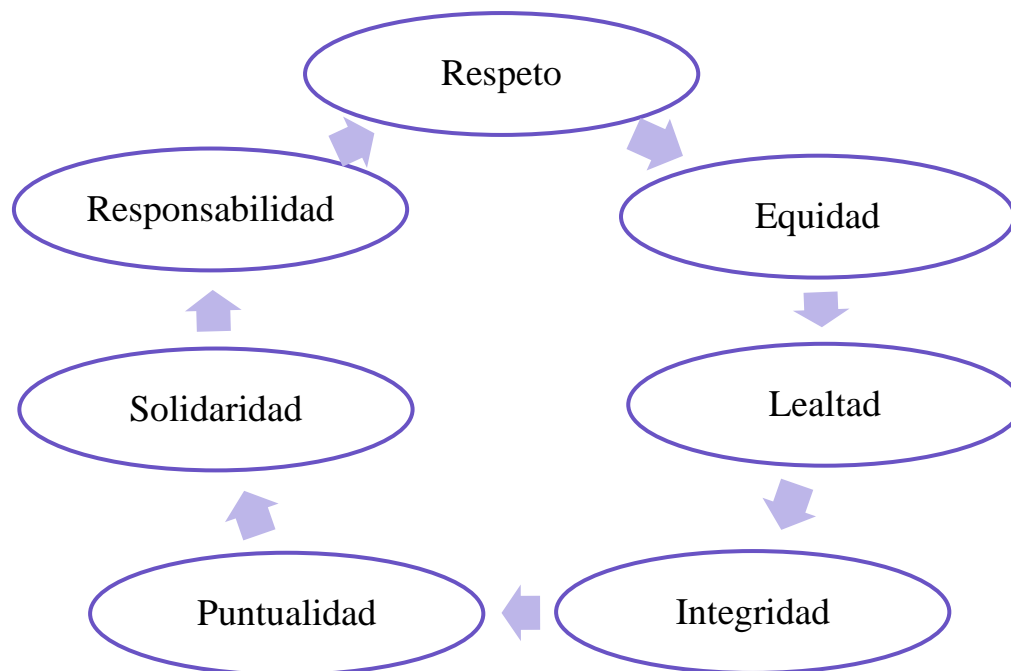 Respeto
Equidad
Lealtad
Integridad
Puntualidad
Solidaridad
Responsabilidad